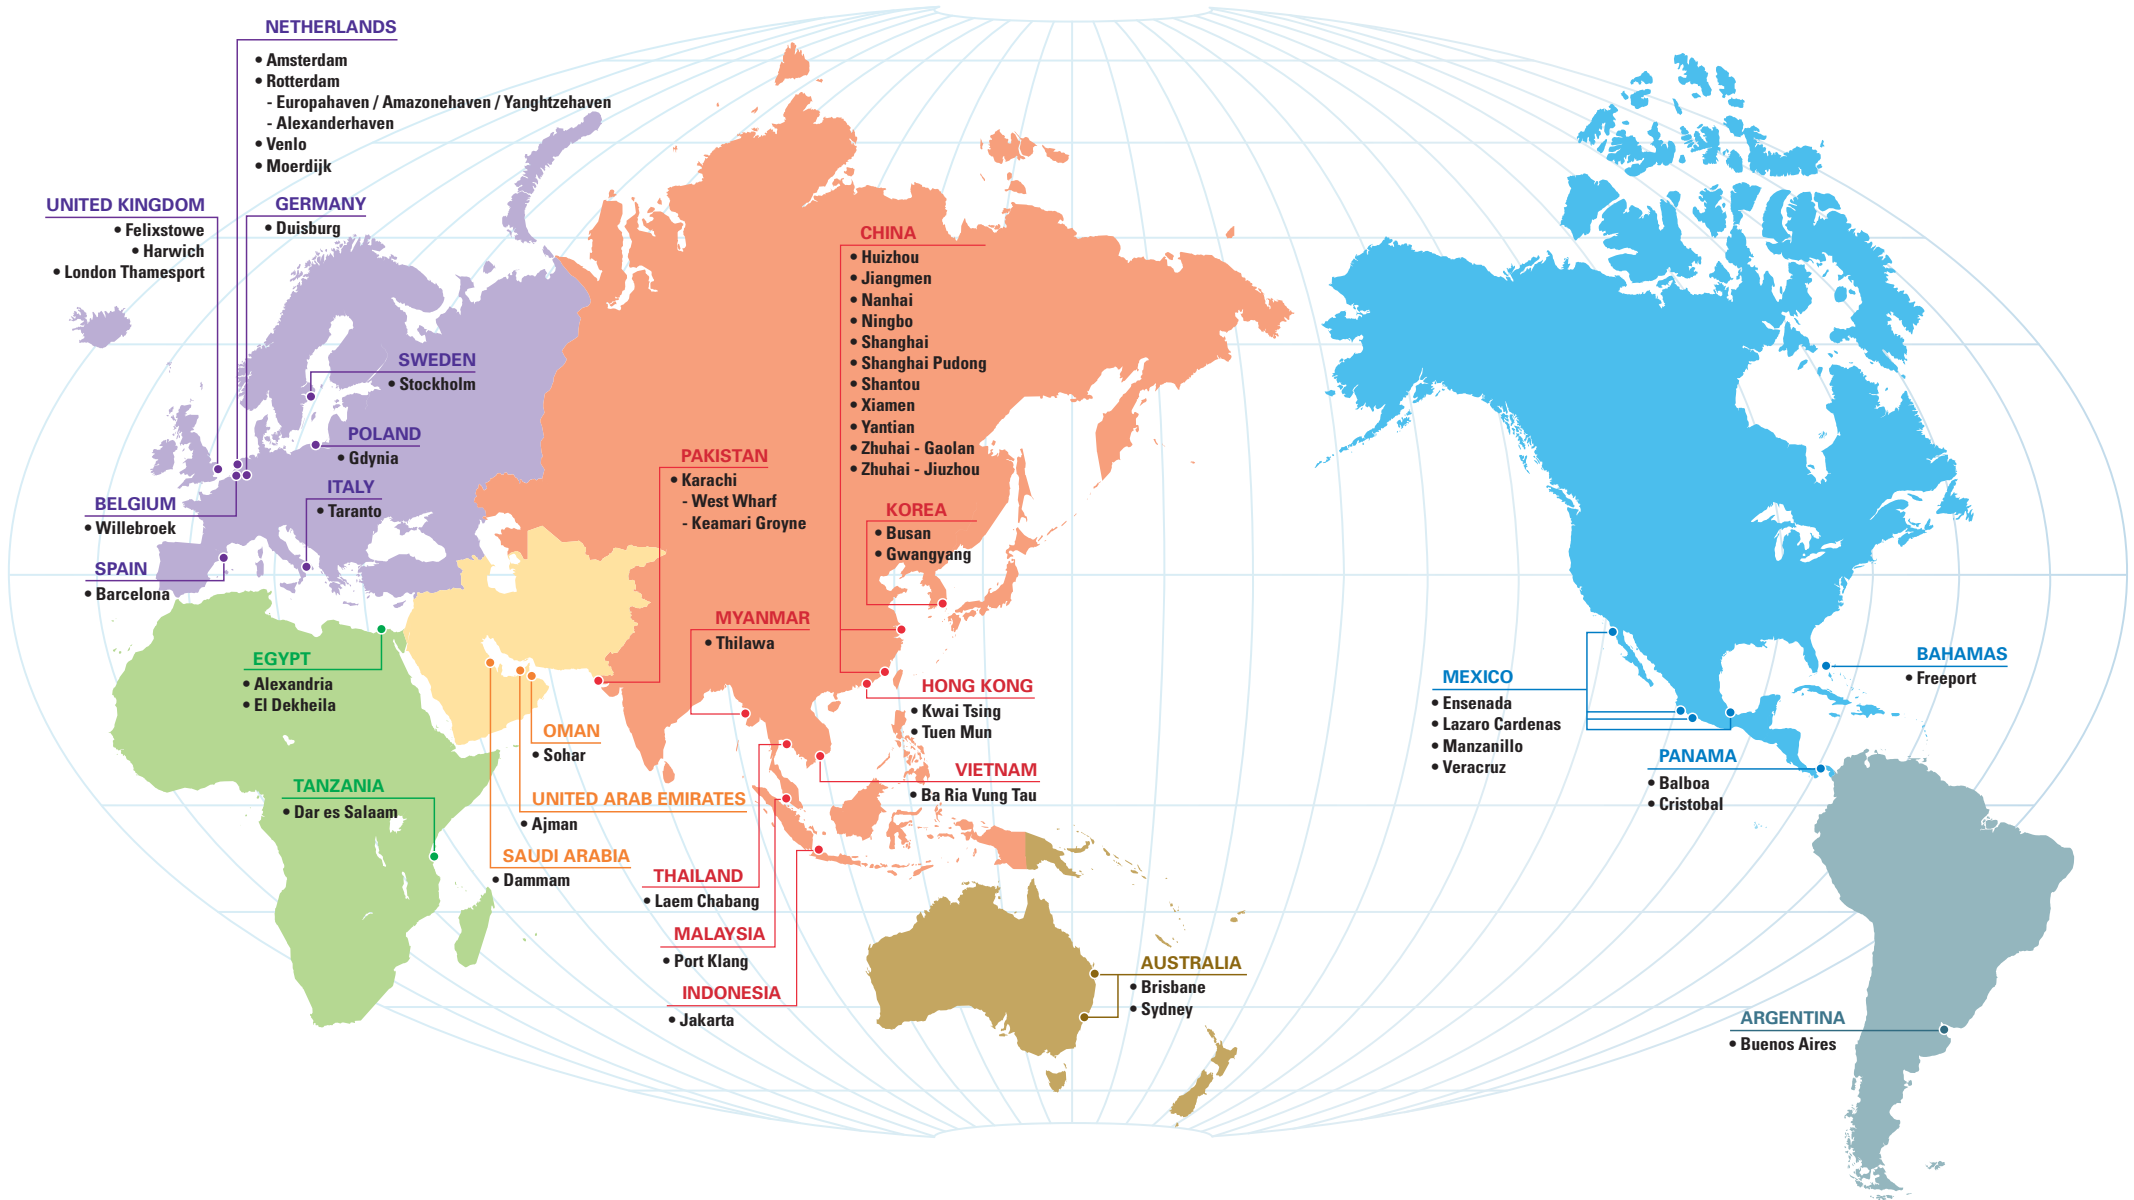 NETHERLANDS
• Amsterdam
• Rotterdam
- Europahaven / Amazonehaven / Yanghtzehaven
- Alexanderhaven
• Venlo
• Moerdijk
UNITED KINGDOM
• Felixstowe
• Harwich
• London Thamesport
GERMANY
• Duisburg
SWEDEN
• Stockholm
POLAND
• Gdynia
ITALY
• Taranto
BELGIUM
• Willebroek
SPAIN
• Barcelona
EGYPT
• Alexandria
• El Dekheila
TANZANIA
• Dar es Salaam
OMAN
• Sohar
UNITED ARAB EMIRATES
• Ajman
SAUDI ARABIA
• Dammam
PAKISTAN
• Karachi
- West Wharf
- Keamari Groyne
CHINA
• Huizhou
• Jiangmen
• Nanhai
• Ningbo
• Shanghai
• Shanghai Pudong
• Shantou
• Xiamen
• Yantian
• Zhuhai - Gaolan
• Zhuhai - Jiuzhou
KOREA
• Busan
• Gwangyang
MYANMAR
• Thilawa
HONG KONG
• Kwai Tsing
• Tuen Mun
VIETNAM
• Ba Ria Vung Tau
THAILAND
• Laem Chabang
MALAYSIA
• Port Klang
INDONESIA
• Jakarta
AUSTRALIA
• Brisbane
• Sydney
MEXICO
• Ensenada
• Lazaro Cardenas
• Manzanillo
• Veracruz
BAHAMAS
• Freeport
PANAMA
• Balboa
• Cristobal
ARGENTINA
• Buenos Aires